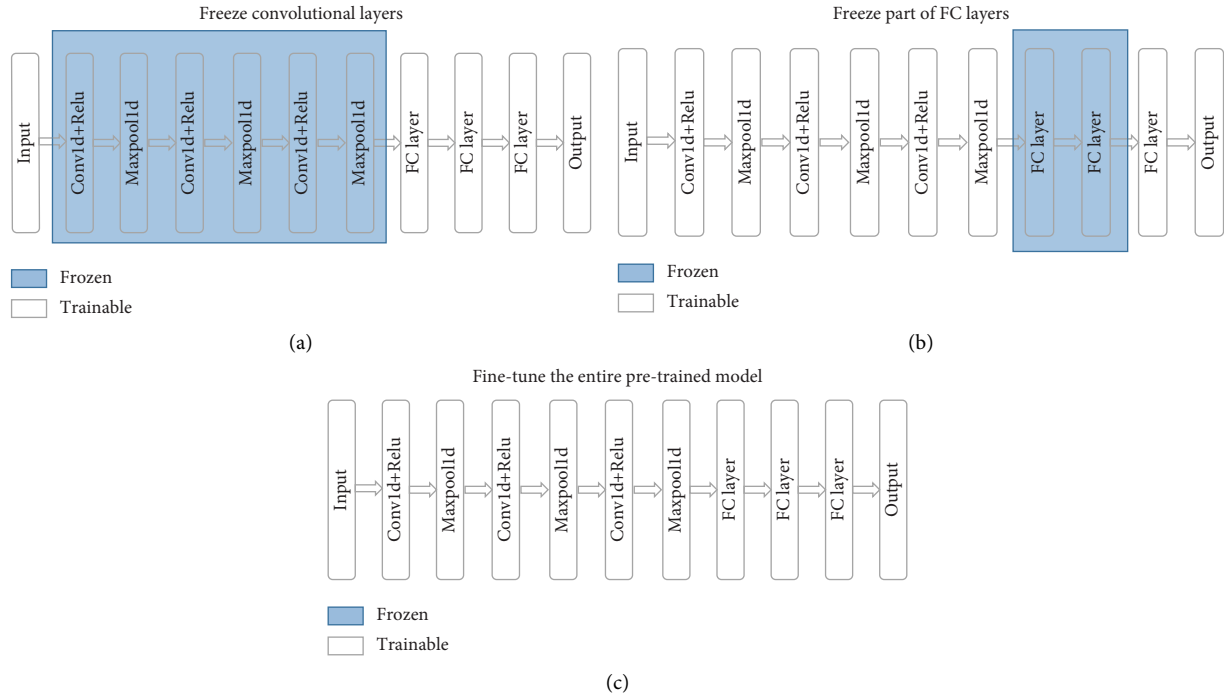 Freeze convolutional layers
Input
Conv1d+Relu
Maxpool1d
Conv1d+Relu
Maxpool1d
Conv1d+Relu
Maxpool1d
FC layer
FC layer
FC layer
Output
Frozen
Trainable
(a)
Freeze part of FC layers
Input
Conv1d+Relu
Maxpool1d
Conv1d+Relu
Maxpool1d
Conv1d+Relu
Maxpool1d
FC layer
FC layer
FC layer
Output
Frozen
Trainable
(b)
Fine-tune the entire pre-trained model
Input
Conv1d+Relu
Maxpool1d
Conv1d+Relu
Maxpool1d
Conv1d+Relu
Maxpool1d
FC layer
FC layer
FC layer
Output
Frozen
Trainable
(c)